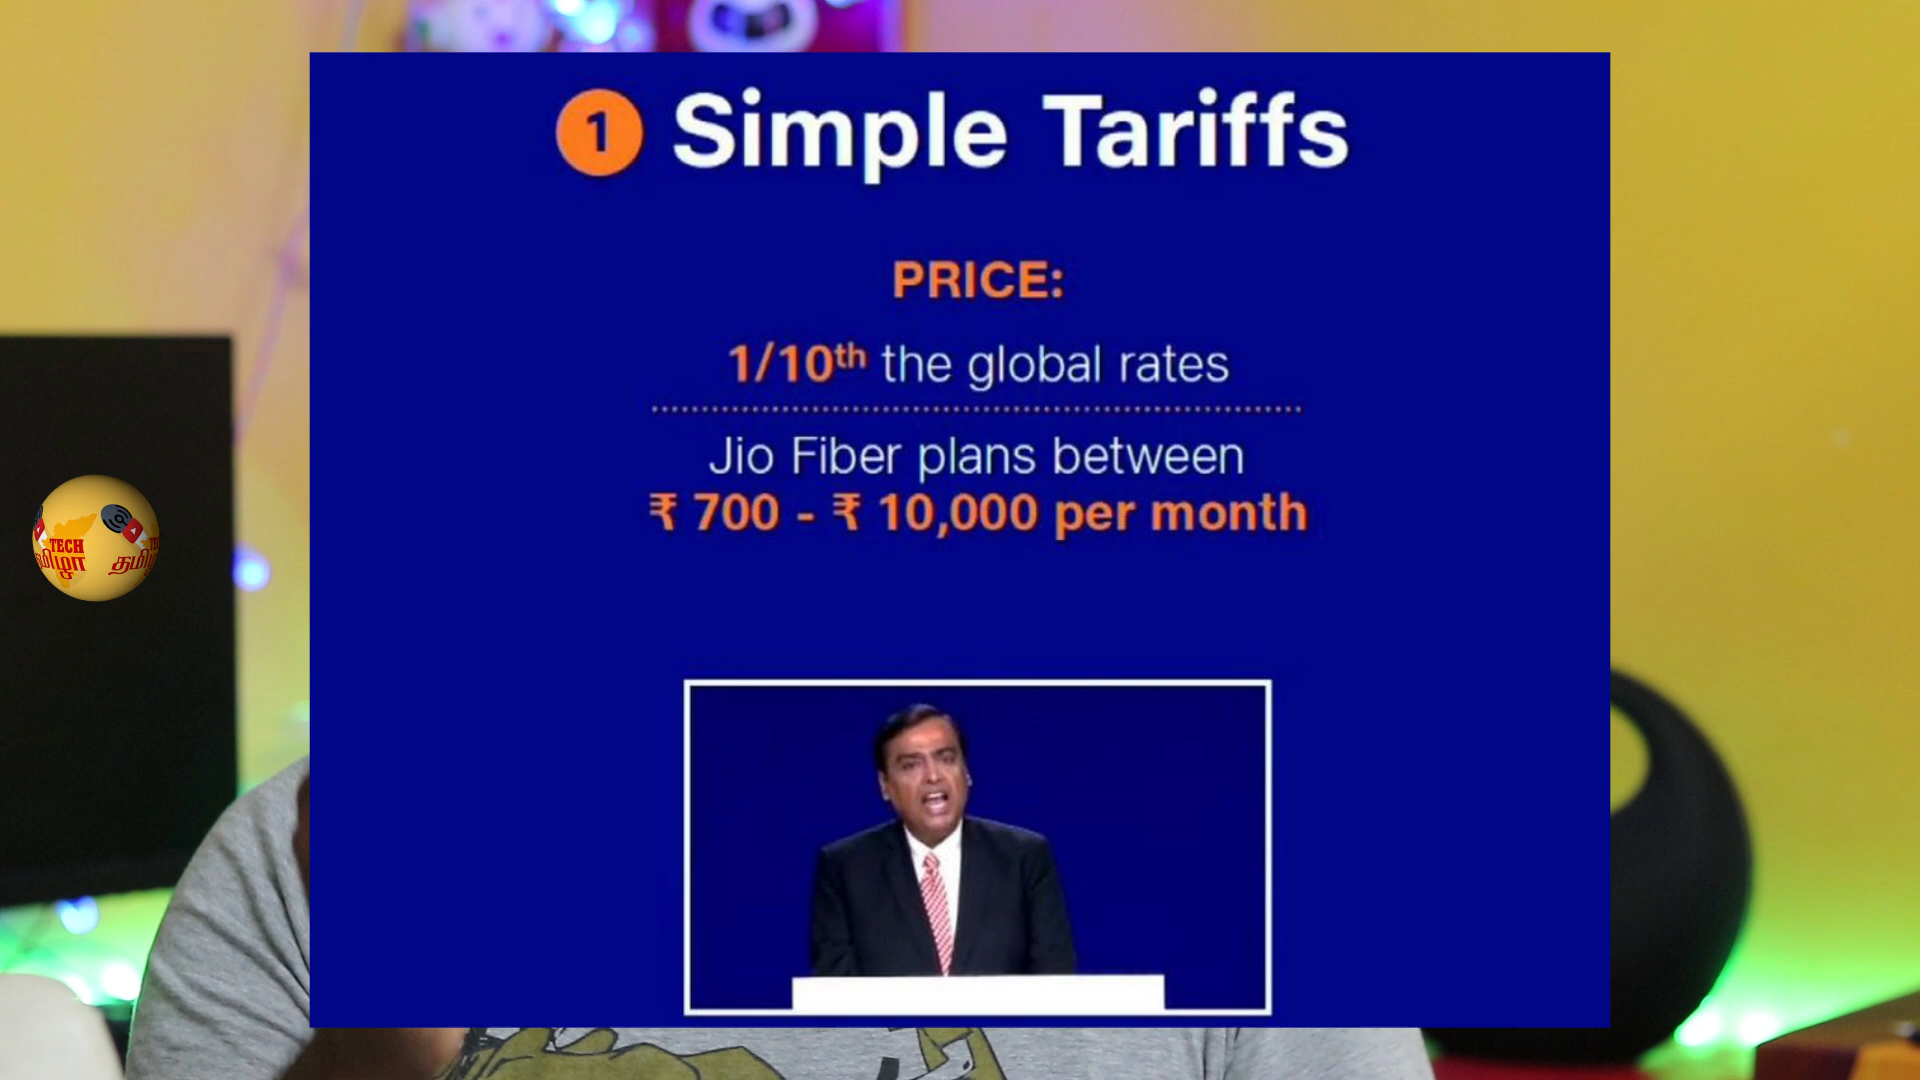 1 Simple Tariffs
PRICE:
1/10th the global rates
Jio Fiber plans between
₹ 700 - ₹ 10,000 per month
TECH
தமிழா